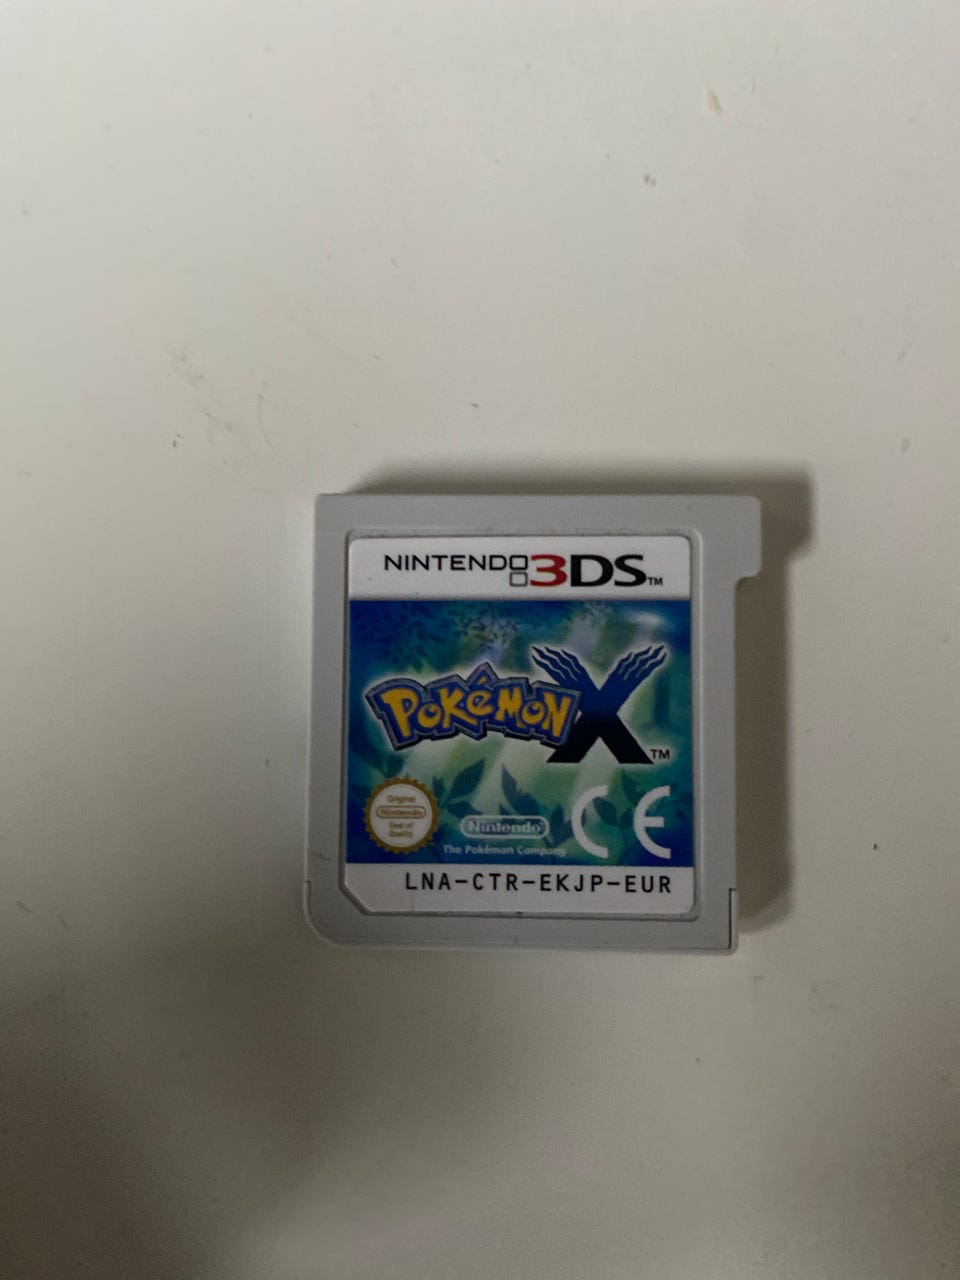 NINTENDO 3DS™
POKéMON X™
Original
Nintendo
Seal of
Quality
Nintendo
The Pokémon Company
CE
LNA-CTR-EKJP-EUR